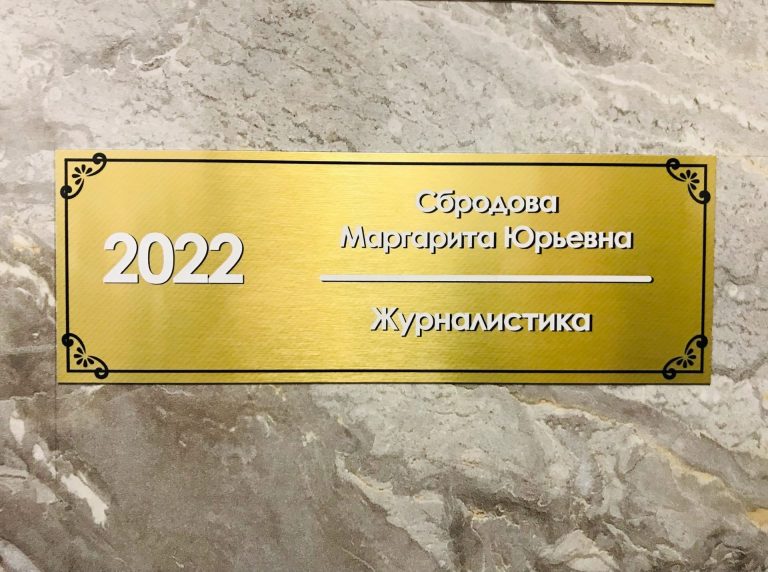 2022
Сбродова
Маргарита Юрьевна
Журналистика